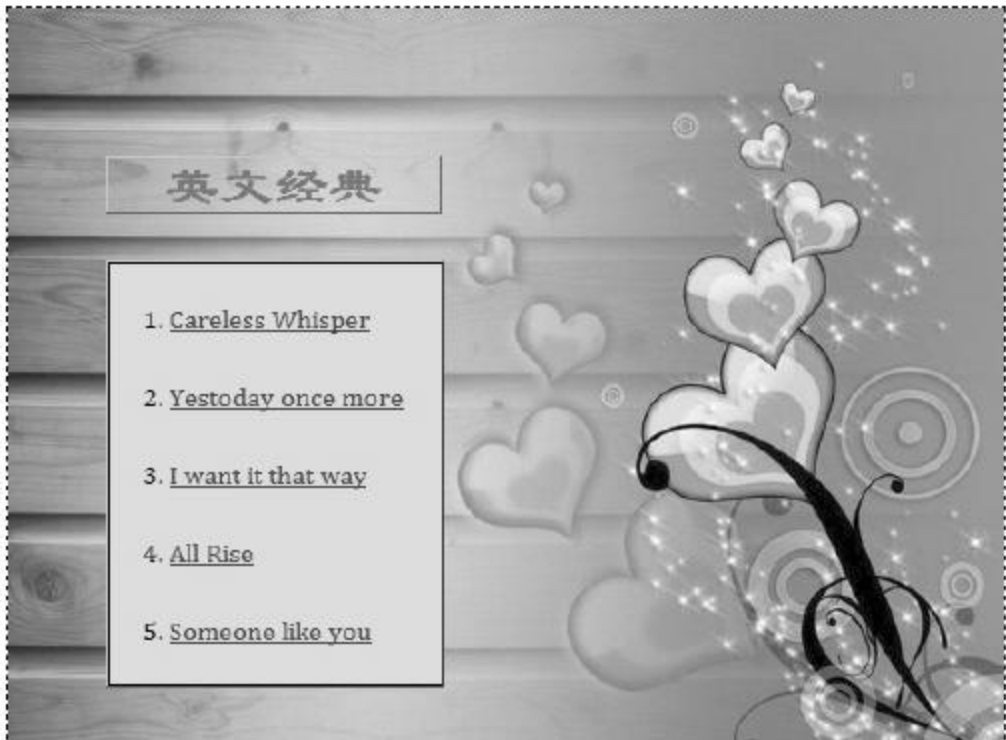 英文经典
1. Careless Whisper
2. Yestoday once more
3. I want it that way
4. All Rise
5. Someone like you